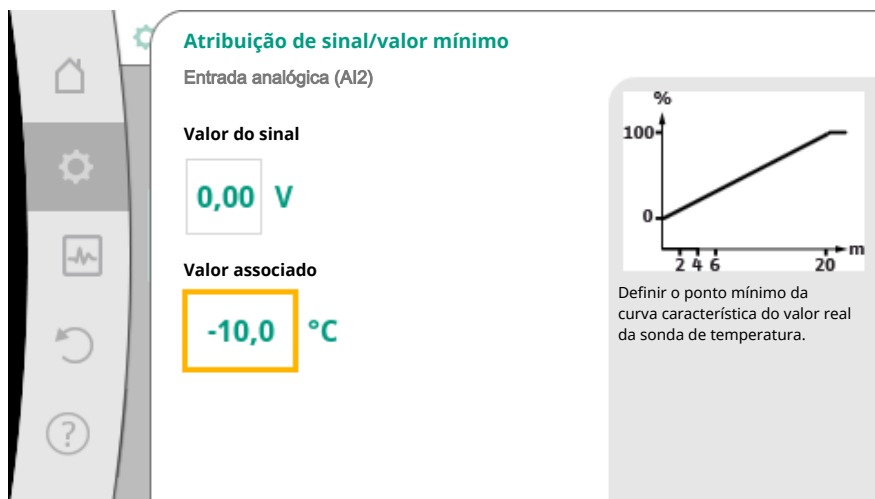 Atribuição de sinal/valor mínimo
Entrada analógica (AI2)
Valor do sinal
0,00 V
Valor associado
-10,0 °C
%
100
0
2 4 6 20 m
Definir o ponto mínimo da
curva característica do valor real
da sonda de temperatura.
?